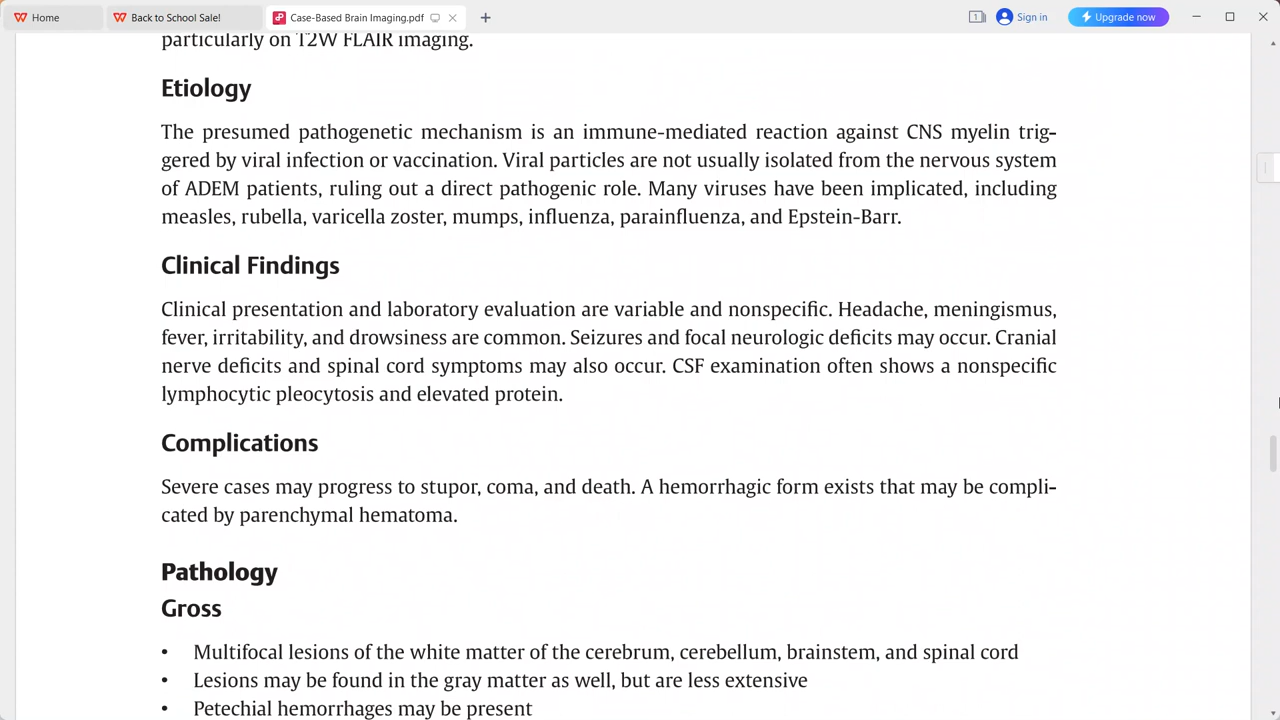 Home
Back to School Sale!
Case-Based Brain Imaging.pdf
1
Sign in
Upgrade now
particularly on T2W FLAIR imaging.
Etiology
The presumed pathogenetic mechanism is an immune-mediated reaction against CNS myelin trig-
gered by viral infection or vaccination. Viral particles are not usually isolated from the nervous system
of ADEM patients, ruling out a direct pathogenic role. Many viruses have been implicated, including
measles, rubella, varicella zoster, mumps, influenza, parainfluenza, and Epstein-Barr.
Clinical Findings
Clinical presentation and laboratory evaluation are variable and nonspecific. Headache, meningismus,
fever, irritability, and drowsiness are common. Seizures and focal neurologic deficits may occur. Cranial
nerve deficits and spinal cord symptoms may also occur. CSF examination often shows a nonspecific
lymphocytic pleocytosis and elevated protein.
Complications
Severe cases may progress to stupor, coma, and death. A hemorrhagic form exists that may be compli-
cated by parenchymal hematoma.
Pathology
Gross
• Multifocal lesions of the white matter of the cerebrum, cerebellum, brainstem, and spinal cord
• Lesions may be found in the gray matter as well, but are less extensive
• Petechial hemorrhages may be present